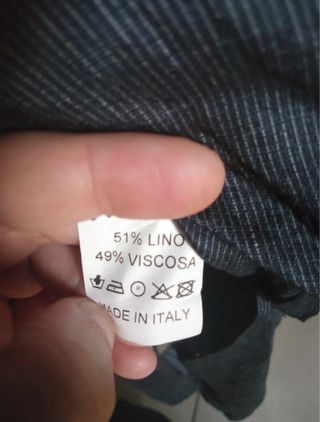 51% LINO
49% VISCOSA
MADE IN ITALY